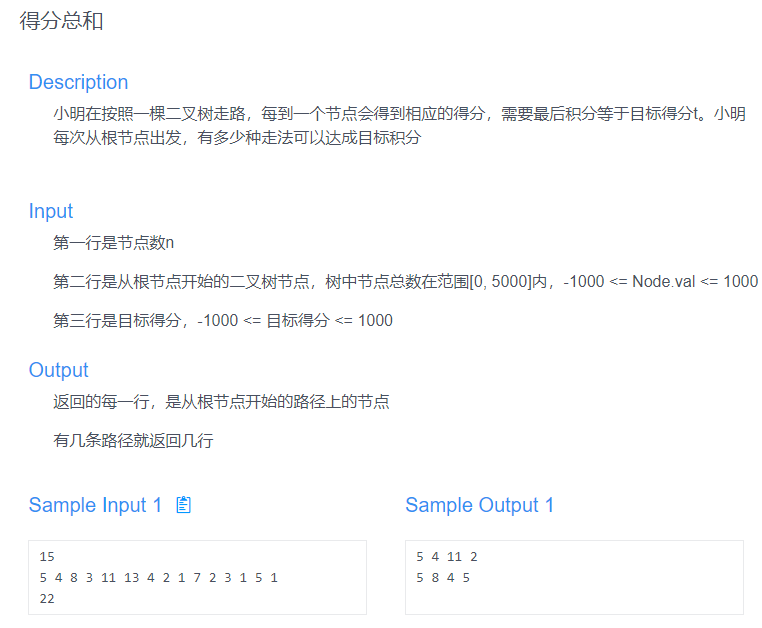 得分总和
Description
小明在按照一棵二叉树走路，每到一个节点会得到相应的得分，需要最后积分等于目标得分t。小明
每次从根节点出发，有多少种走法可以达成目标积分
Input
第一行是节点数n
第二行是从根节点开始的二叉树节点，树中节点总数在范围[0, 5000]内，-1000 <= Node.val <= 1000
第三行是目标得分，-1000 <= 目标得分 <= 1000
Output
返回的每一行，是从根节点开始的路径上的节点
有几条路径就返回几行
Sample Input 1
15
5 4 8 3 11 13 4 2 1 7 2 3 1 5 1
22
Sample Output 1
5 4 11 2
5 8 4 5